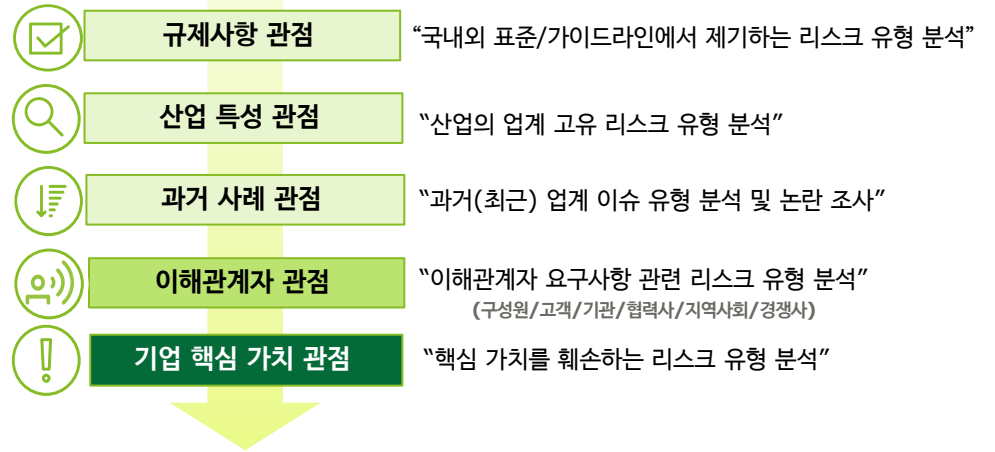 규제사항 관점
“국내외 표준/가이드라인에서 제기하는 리스크 유형 분석”
산업 특성 관점
“산업의 업계 고유 리스크 유형 분석”
과거 사례 관점
“과거(최근) 업계 이슈 유형 분석 및 논란 조사”
이해관계자 관점
“이해관계자 요구사항 관련 리스크 유형 분석”
(구성원/고객/기관/협력사/지역사회/경쟁사)
기업 핵심 가치 관점
“핵심 가치를 훼손하는 리스크 유형 분석”